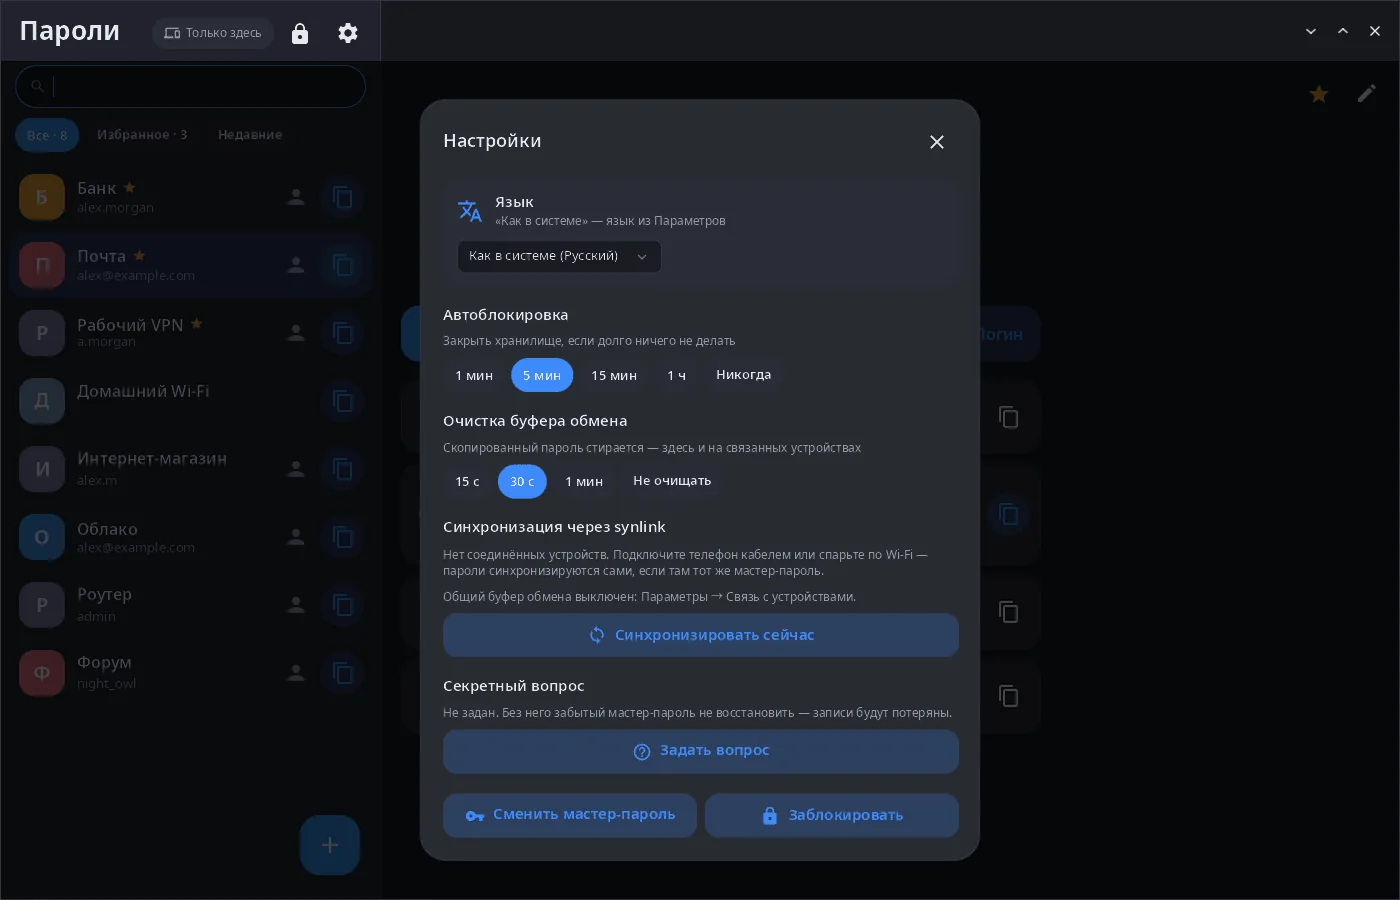 Пароли
Только здесь
Все · 8
Избранное · 3
Недавние
Б
Банк
alex.morgan
П
Почта
alex@example.com
Р
Рабочий VPN
a.morgan
Д
Домашний Wi-Fi
И
Интернет-магазин
alex.m
О
Облако
alex@example.com
Р
Роутер
admin
Ф
Форум
night_owl
Настройки
Язык
«Как в системе» — язык из Параметров
Как в системе (Русский)
Автоблокировка
Закрыть хранилище, если долго ничего не делать
1 мин
5 мин
15 мин
1 ч
Никогда
Очистка буфера обмена
Скопированный пароль стирается — здесь и на связанных устройствах
15 с
30 с
1 мин
Не очищать
Синхронизация через synlink
Нет соединённых устройств. Подключите телефон кабелем или спарьте по Wi-Fi —
пароли синхронизируются сами, если там тот же мастер-пароль.
Общий буфер обмена выключен: Параметры → Связь с устройствами.
Синхронизировать сейчас
Секретный вопрос
Не задан. Без него забытый мастер-пароль не восстановить — записи будут потеряны.
Задать вопрос
Сменить мастер-пароль
Заблокировать